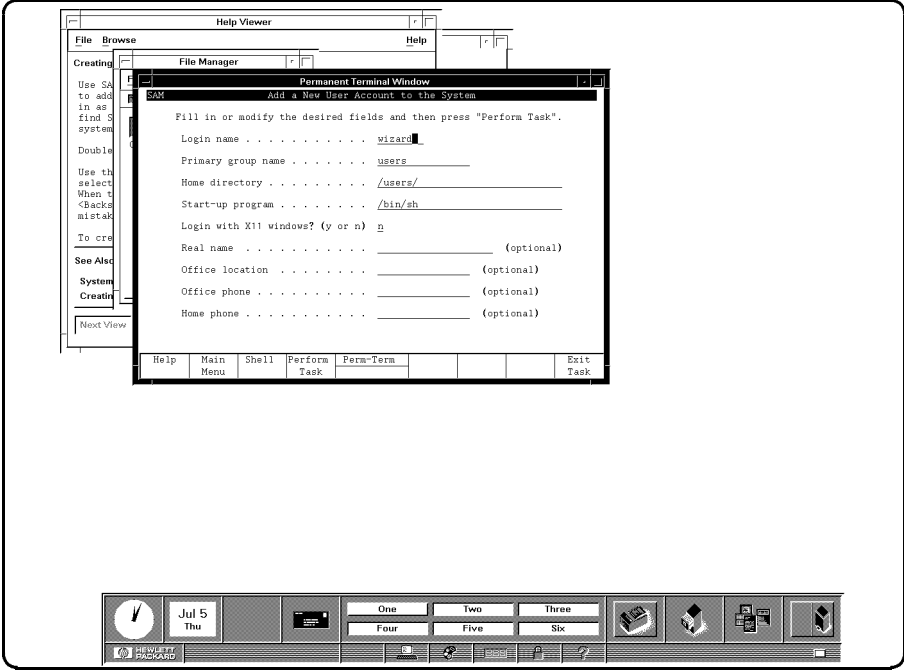 Help Viewer
File Browse Help
Creating
Use SA
to add
in as
find S
system
Double
Use th
select
When t
<Backs
mistak
To cre
See Also
System
Creatin
Next View
File Manager
F
Permanent Terminal Window
SAM Add a New User Account to the System
Fill in or modify the desired fields and then press "Perform Task".
Login name . . . . . . . . . . . wizard
Primary group name . . . . . . . users
Home directory . . . . . . . . . /users/
Start-up program . . . . . . . . /bin/sh
Login with X11 windows? (y or n) n
Real name . . . . . . . . . . . (optional)
Office location . . . . . . . . (optional)
Office phone . . . . . . . . . . (optional)
Home phone . . . . . . . . . . . (optional)
Help Main Menu Shell Perform Task Perm-Term Exit Task
Jul 5
Thu
One Two Three
Four Five Six
HEWLETT
PACKARD